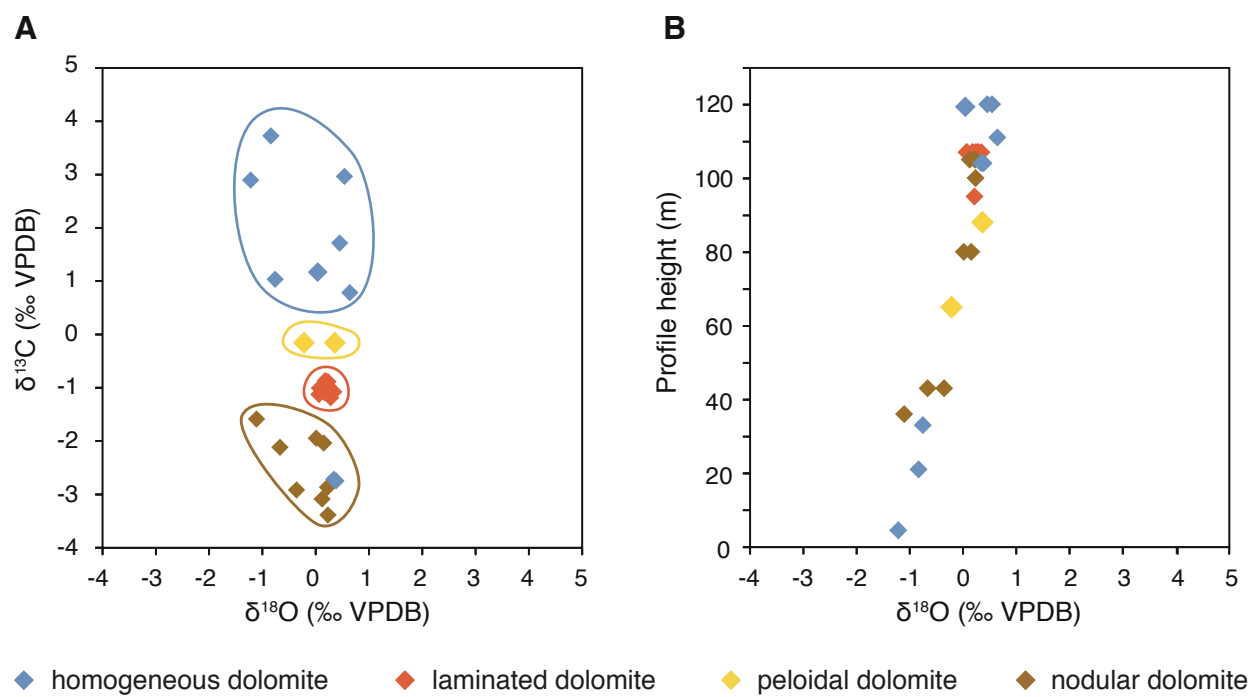 A
B
5
4
3
2
1
0
-1
-2
-3
-4
δ¹³C (‰ VPDB)
-4 -3 -2 -1 0 1 2 3 4 5
δ¹⁸O (‰ VPDB)
120
100
80
60
40
20
0
Profile height (m)
-4 -3 -2 -1 0 1 2 3 4 5
δ¹⁸O (‰ VPDB)
homogeneous dolomite laminated dolomite peloidal dolomite nodular dolomite